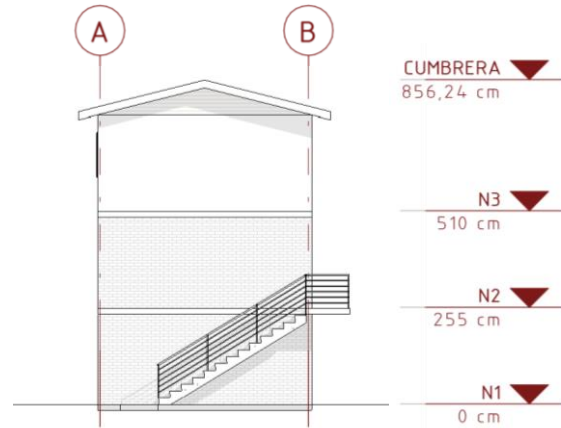 A
B
CUMBRERA
856,24 cm
N3
510 cm
N2
255 cm
N1
0 cm